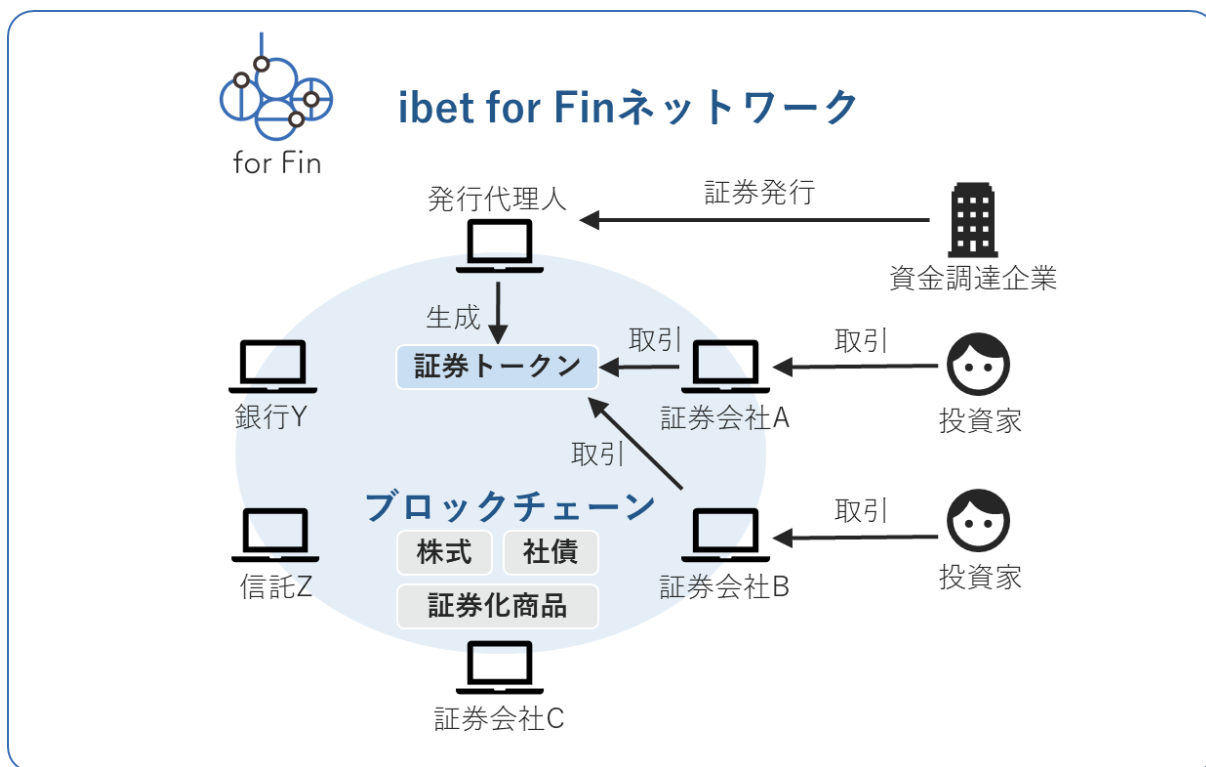 ibet for Finネットワーク
for Fin
発行代理人
証券発行
資金調達企業
生成
証券トークン
取引
取引
銀行Y
証券会社A
投資家
取引
ブロックチェーン
取引
株式
社債
信託Z
証券会社B
投資家
証券化商品
証券会社C